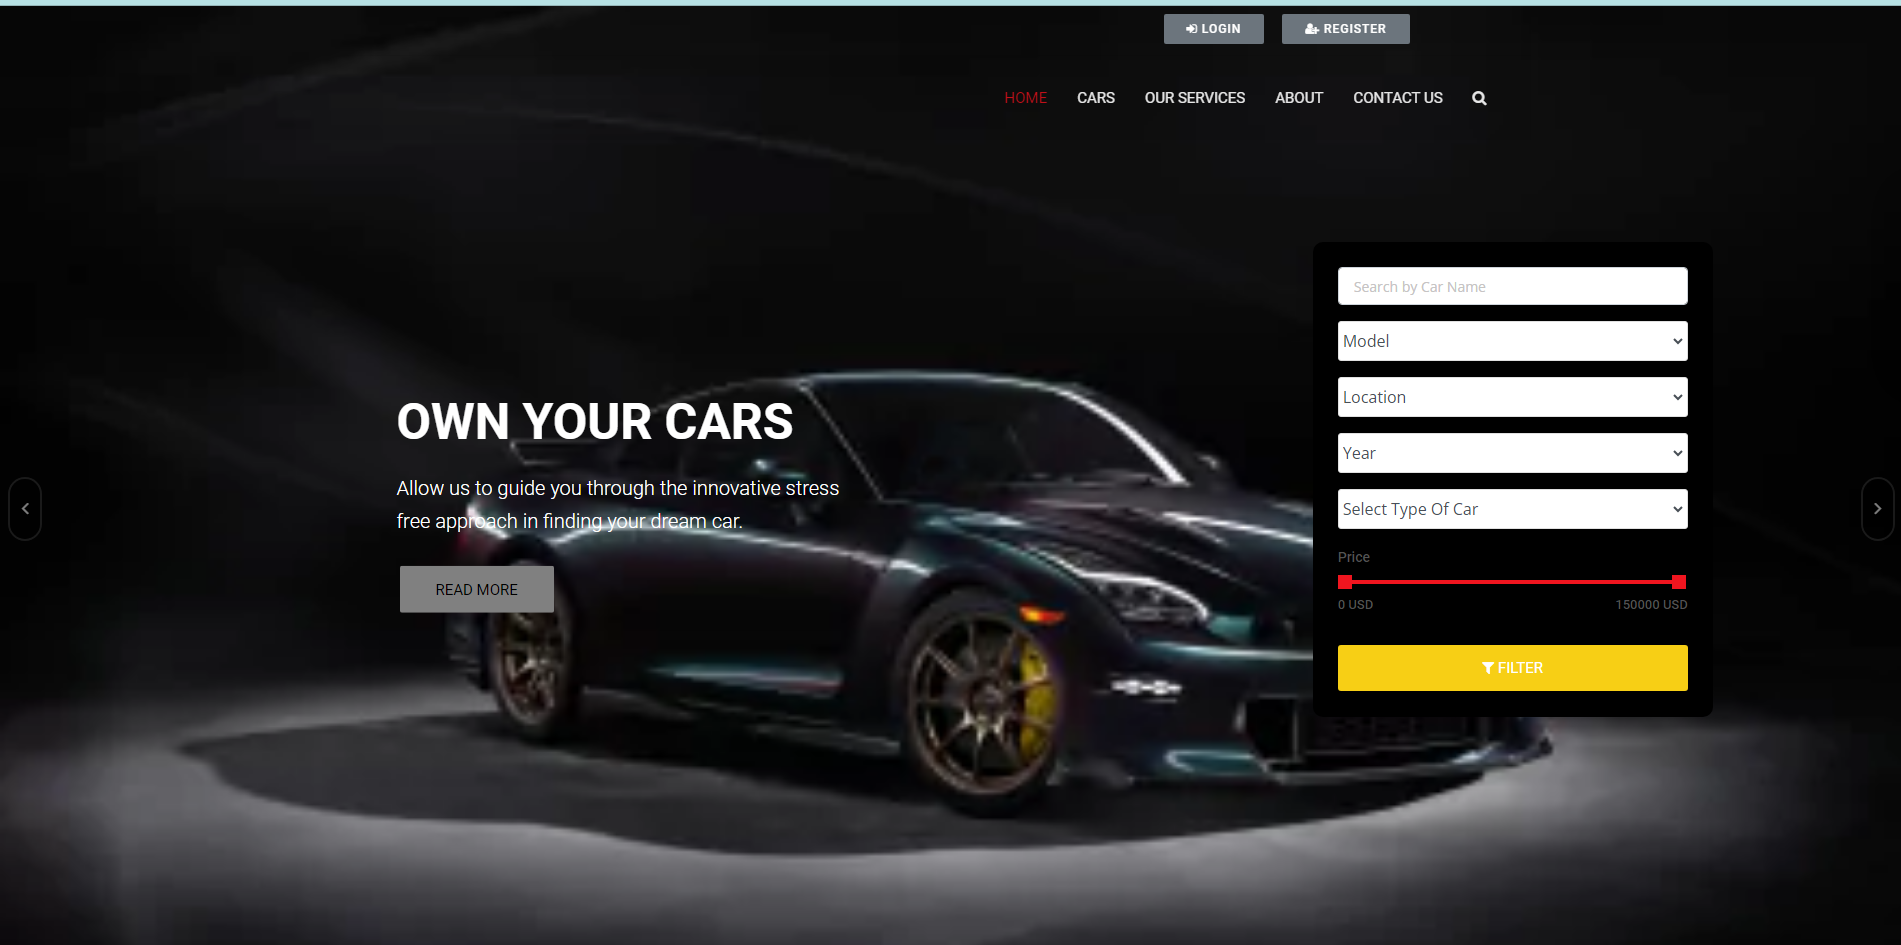 LOGIN
REGISTER
HOME
CARS
OUR SERVICES
ABOUT
CONTACT US
OWN YOUR CARS
Allow us to guide you through the innovative stress
free approach in finding your dream car.
READ MORE
Search by Car Name
Model
Location
Year
Select Type Of Car
Price
0 USD
150000 USD
FILTER